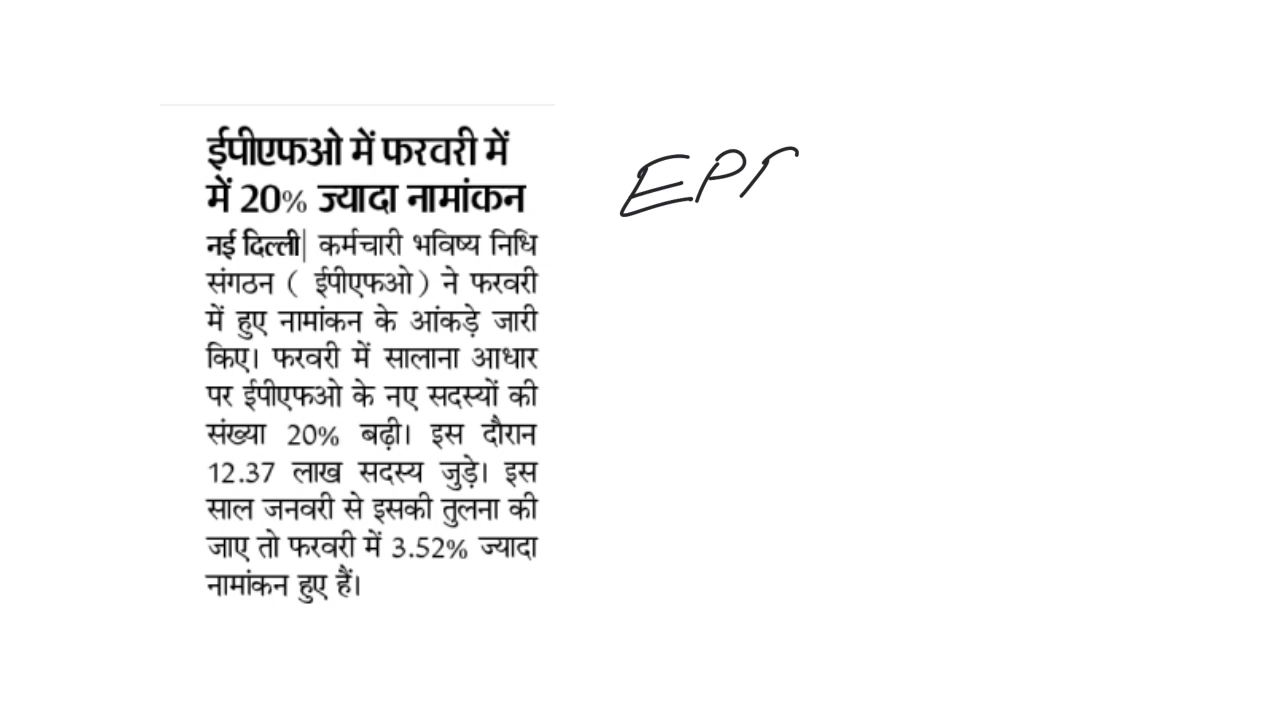 ईपीएफओ में फरवरी में
में 20% ज्यादा नामांकन
नई दिल्ली| कर्मचारी भविष्य निधि
संगठन ( ईपीएफओ) ने फरवरी
में हुए नामांकन के आंकड़े जारी
किए। फरवरी में सालाना आधार
पर ईपीएफओ के नए सदस्यों की
संख्या 20% बढ़ी। इस दौरान
12.37 लाख सदस्य जुड़े। इस
साल जनवरी से इसकी तुलना की
जाए तो फरवरी में 3.52% ज्यादा
नामांकन हुए हैं।